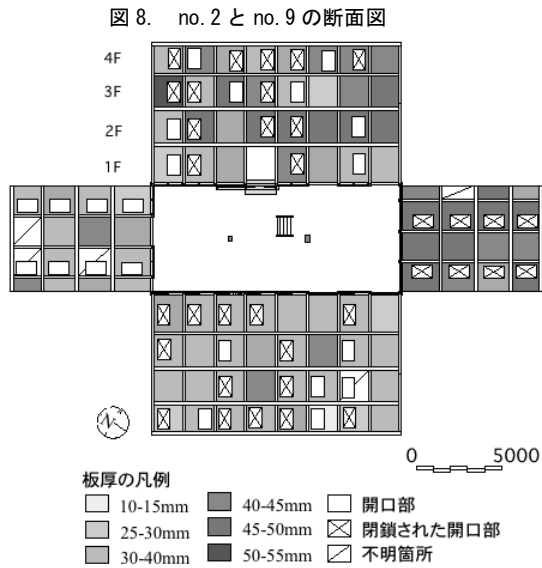 図8. no.2とno.9の断面図
4F
3F
2F
1F
N
0 5000
板厚の凡例
10-15mm 40-45mm 開口部
25-30mm 45-50mm 閉鎖された開口部
30-40mm 50-55mm 不明箇所